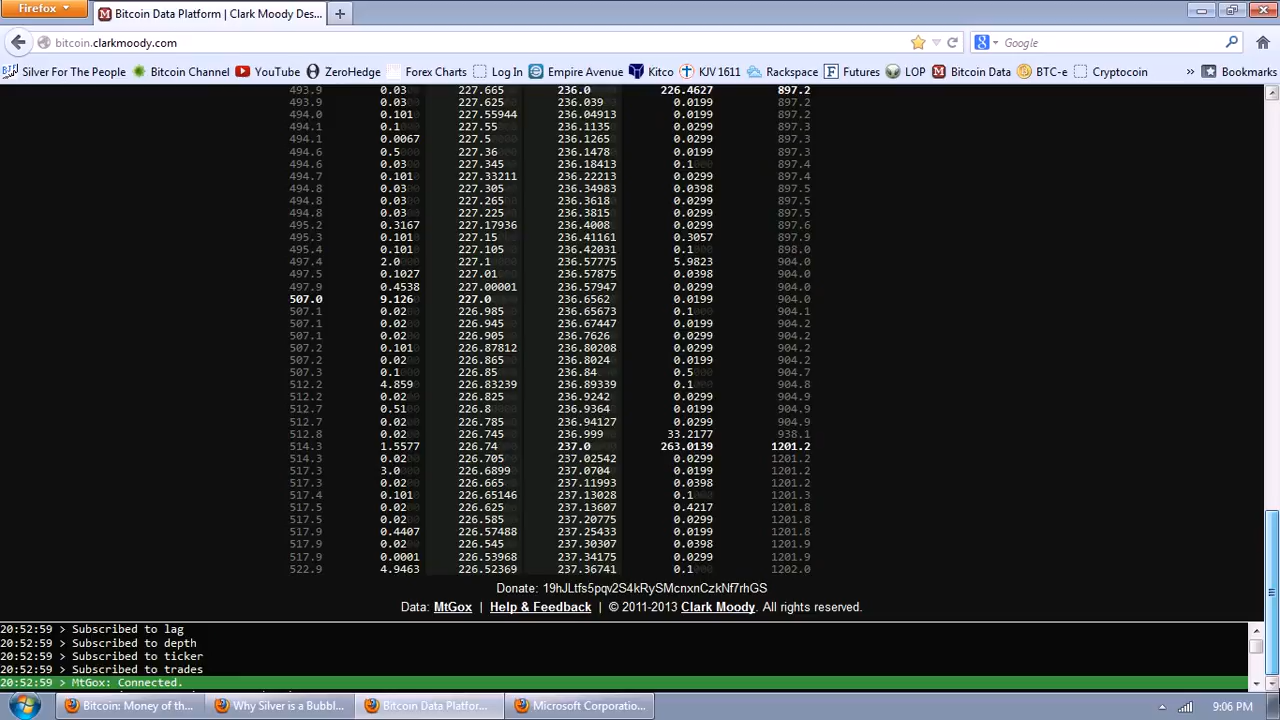 Firefox
Bitcoin Data Platform | Clark Moody Des...
bitcoin.clarkmoody.com
Google
Silver For The People Bitcoin Channel YouTube ZeroHedge Forex Charts Log In Empire Avenue Kitco KJV 1611 Rackspace Futures LOP Bitcoin Data BTC-e Cryptocoin » Bookmarks
493.9 0.03 227.665 236.0 226.4627 897.2
493.9 0.03 227.625 236.039 0.0199 897.2
494.0 0.101 227.55944 236.04913 0.0199 897.2
494.1 0.1 227.55 236.1135 0.0299 897.2
494.1 0.0067 227.5 236.1265 0.0299 897.2
494.6 0.5 227.36 236.1478 0.0199 897.3
494.6 0.03 227.345 236.18413 0.1 897.4
494.7 0.101 227.33211 236.22213 0.0299 897.4
494.8 0.03 227.305 236.34983 0.0398 897.5
494.8 0.03 227.265 236.3618 0.0299 897.5
494.8 0.03 227.225 236.3815 0.0299 897.5
495.2 0.3167 227.17936 236.4008 0.0299 897.6
495.3 0.101 227.15 236.41161 0.3057 897.9
495.4 0.101 227.105 236.42031 0.1 898.0
497.4 2.0 227.1 236.57775 5.9823 904.0
497.5 0.1027 227.01 236.57875 0.0398 904.0
497.9 0.4538 227.00001 236.57947 0.0299 904.0
507.0 9.126 227.0 236.6562 0.0199 904.0
507.1 0.02 226.985 236.65673 0.1 904.1
507.1 0.02 226.945 236.67447 0.0199 904.2
507.1 0.02 226.905 236.7626 0.0299 904.2
507.2 0.101 226.87812 236.80208 0.0199 904.2
507.2 0.02 226.865 236.8024 0.0199 904.2
507.3 0.1 226.85 236.84 0.5 904.7
512.2 4.859 226.83239 236.89339 0.1 904.8
512.2 0.02 226.825 236.9242 0.0299 904.9
512.7 0.51 226.8 236.9364 0.0199 904.9
512.7 0.02 226.785 236.94127 0.0299 904.9
512.8 0.02 226.745 236.999 33.2177 938.1
514.3 1.5577 226.74 237.0 263.0139 1201.2
514.3 0.02 226.705 237.02542 0.0299 1201.2
517.3 3.0 226.6899 237.0704 0.0199 1201.2
517.3 0.02 226.665 237.11993 0.0398 1201.2
517.4 0.101 226.65146 237.13028 0.1 1201.3
517.5 0.02 226.625 237.13607 0.4217 1201.8
517.5 0.02 226.585 237.20775 0.0299 1201.8
517.9 0.4407 226.57488 237.25433 0.0199 1201.8
517.9 0.02 226.545 237.30307 0.0398 1201.8
517.9 0.0001 226.53968 237.34175 0.0299 1201.9
522.9 4.9463 226.52369 237.36741 0.1 1202.0
Donate: 19hJLtfs5pqv2S4kRySMcnxnCzkNf7rhGS
Data: MtGox | Help & Feedback | © 2011-2013 Clark Moody. All rights reserved.
20:52:59 > Subscribed to lag
20:52:59 > Subscribed to depth
20:52:59 > Subscribed to ticker
20:52:59 > Subscribed to trades
20:52:59 > MtGox: Connected.
Bitcoin: Money of th... Why Silver is a Bubbl... Bitcoin Data Platfor... Microsoft Corporatio... 9:06 PM